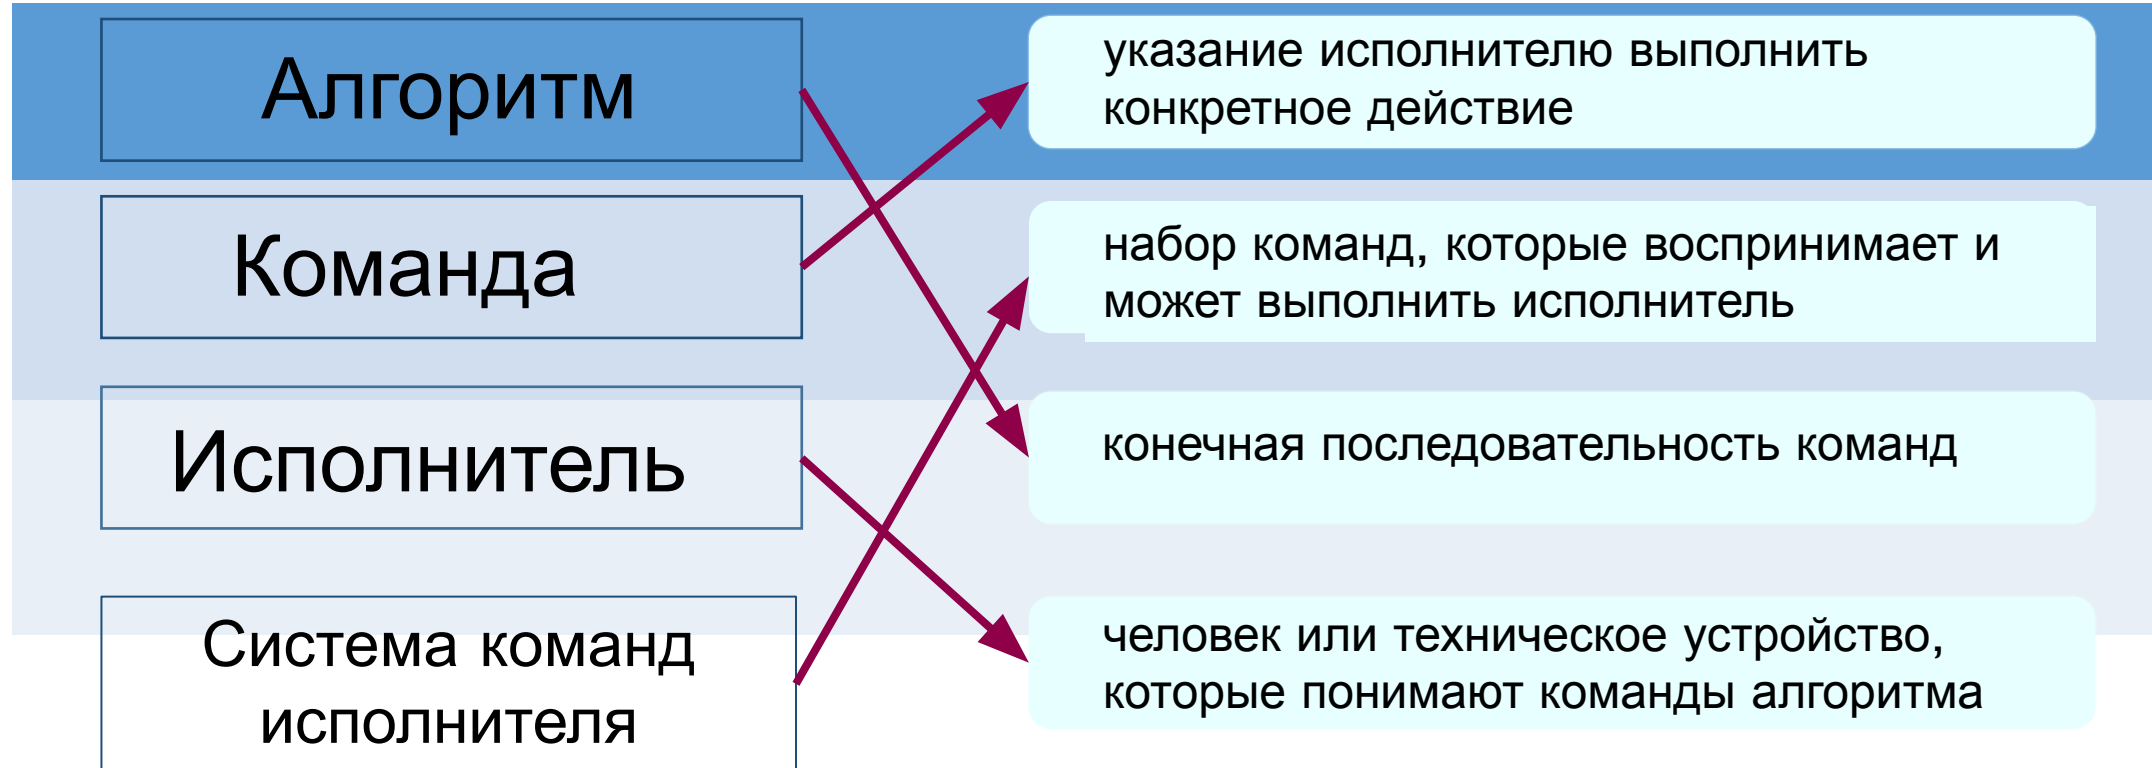 Алгоритм
указание исполнителю выполнить
конкретное действие
Команда
набор команд, которые воспринимает и
может выполнить исполнитель
Исполнитель
конечная последовательность команд
Система команд
исполнителя
человек или техническое устройство,
которые понимают команды алгоритма